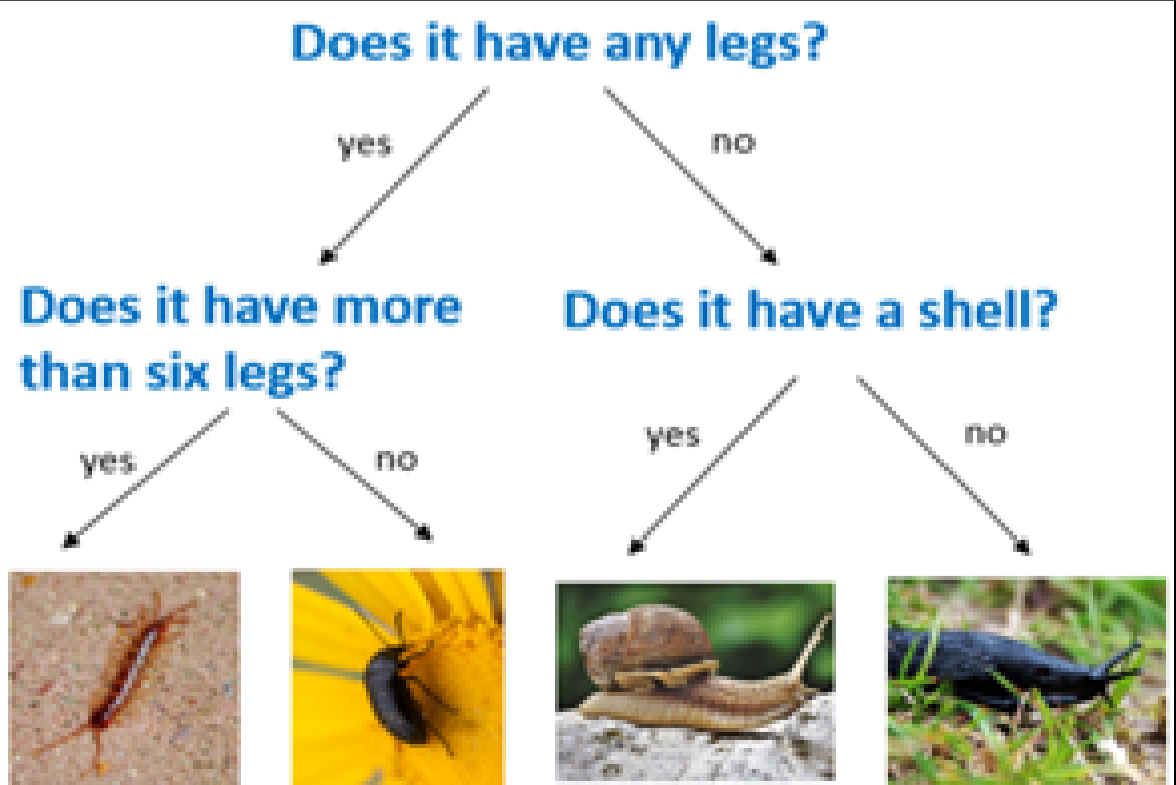 Does it have any legs?
yes
no
Does it have more
than six legs?
Does it have a shell?
yes
no
yes
no